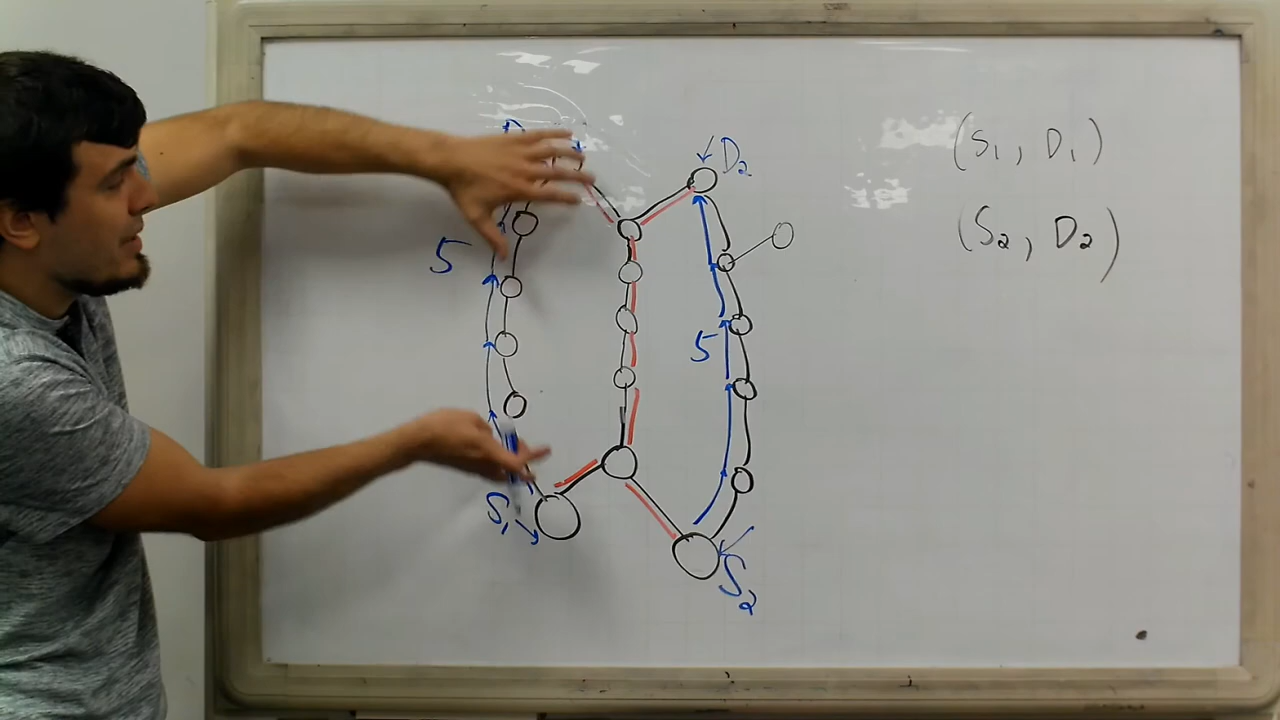 D₂
(S₁, D₁)
(S₂, D₂)
5
5
S₁
S₂